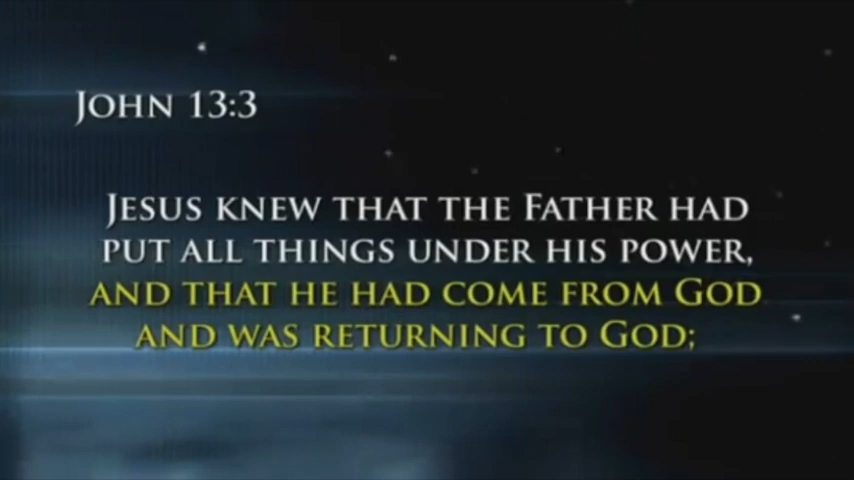 John 13:3
Jesus knew that the Father had
put all things under his power,
and that he had come from God
and was returning to God;